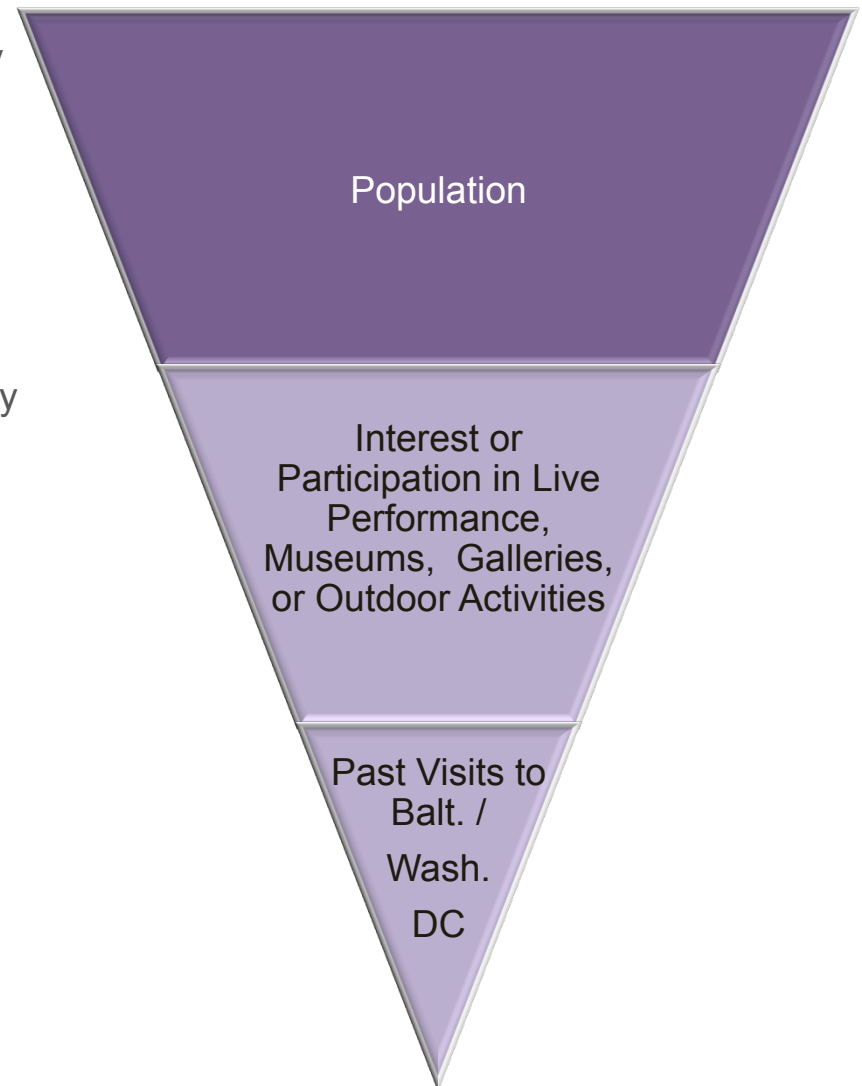 Population
Interest or
Participation in Live
Performance,
Museums, Galleries,
or Outdoor Activities
Past Visits to
Balt. /
Wash.
DC